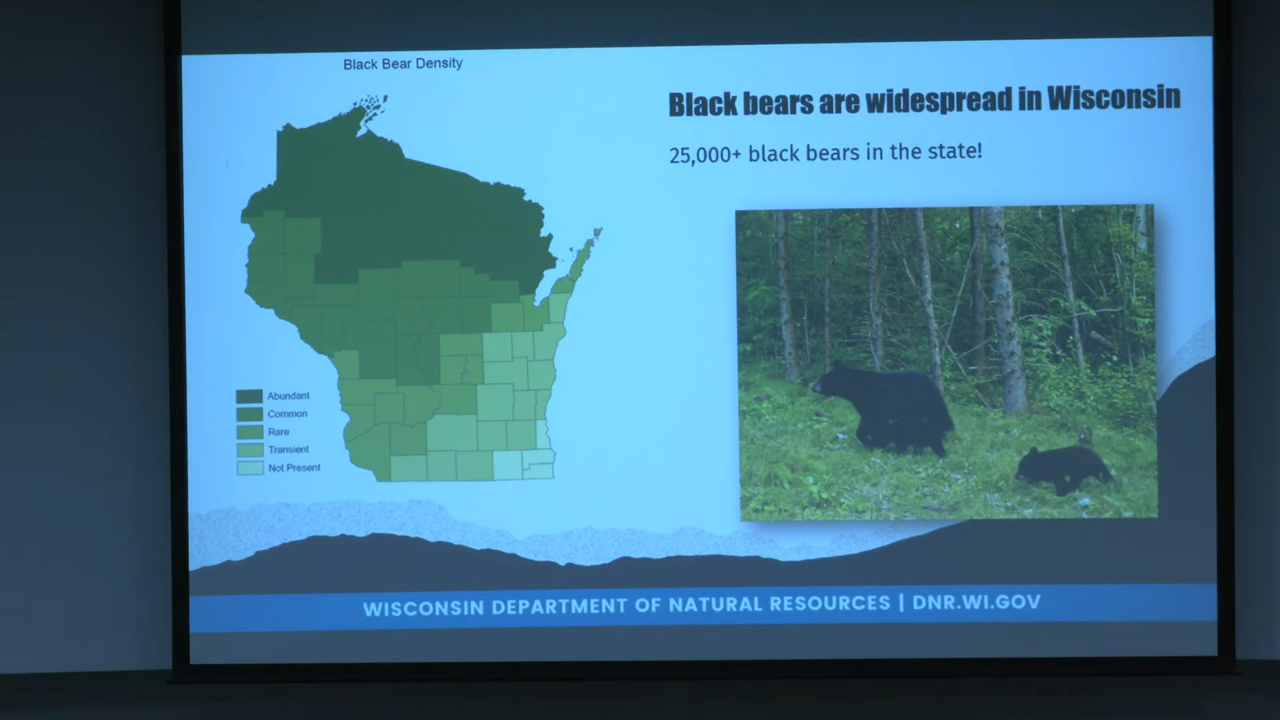 Black Bear Density
Black bears are widespread in Wisconsin
25,000+ black bears in the state!
Abundant
Common
Rare
Transient
Not Present
WISCONSIN DEPARTMENT OF NATURAL RESOURCES | DNR.WI.GOV